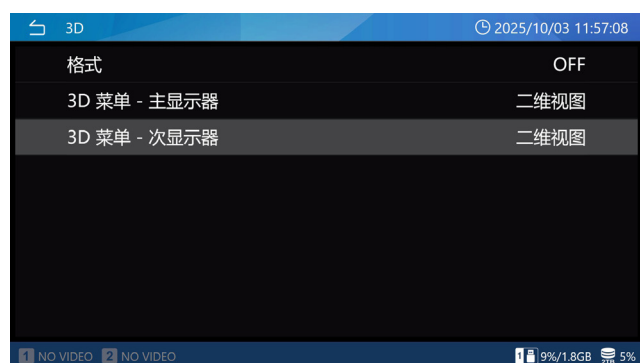 3D 2025/10/03 11:57:08
格式 OFF
3D 菜单 - 主显示器 二维视图
3D 菜单 - 次显示器 二维视图
1 NO VIDEO 2 NO VIDEO 1 9%/1.8GB 2TB 5%